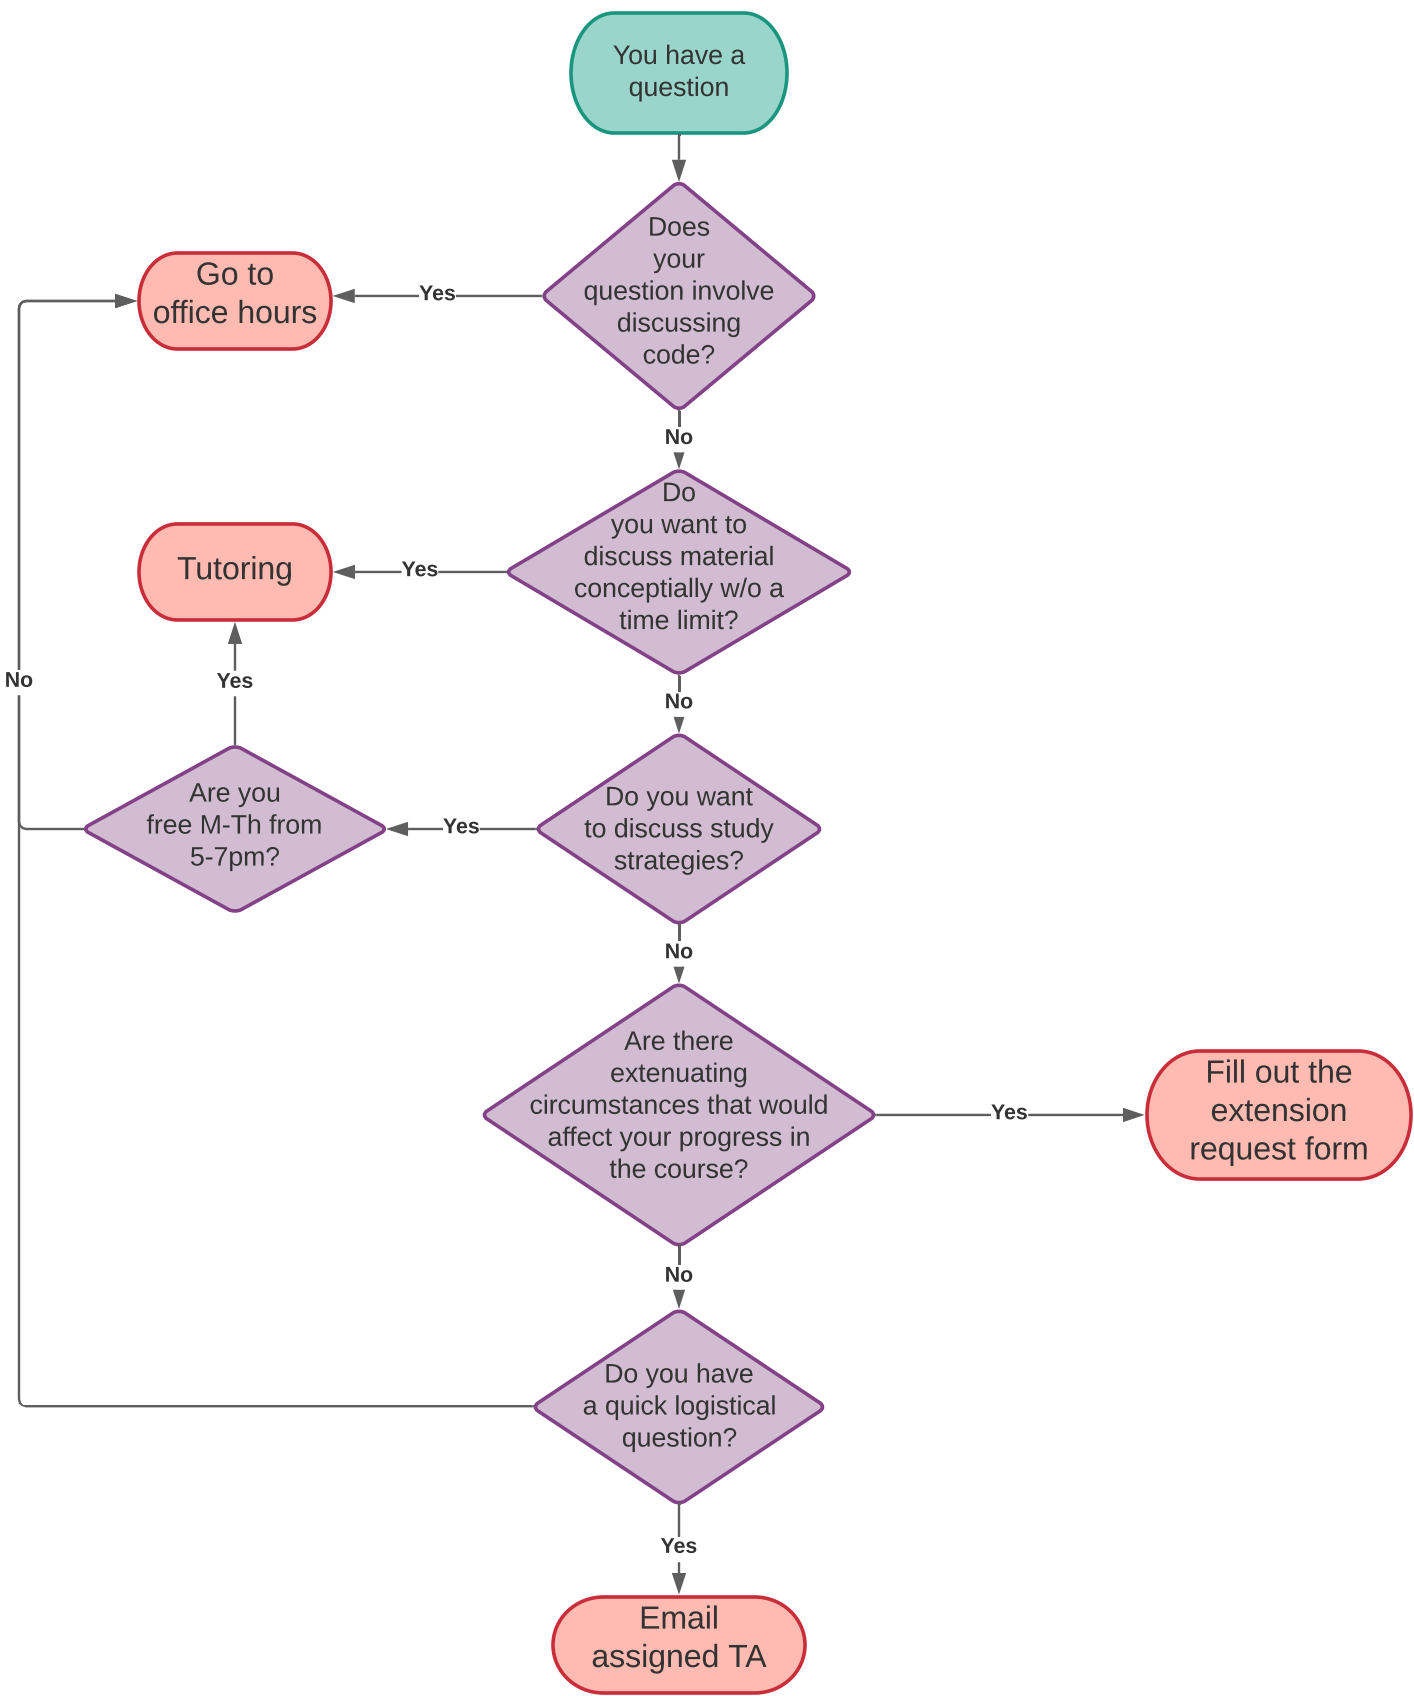 You have a
question
Does
your
question involve
discussing
code?
Yes
Go to
office hours
No
Do
you want to
discuss material
conceptially w/o a
time limit?
Yes
Tutoring
No
Do you want
to discuss study
strategies?
Yes
Are you
free M-Th from
5-7pm?
Yes
No
No
Are there
extenuating
circumstances that would
affect your progress in
the course?
Yes
Fill out the
extension
request form
No
Do you have
a quick logistical
question?
Yes
Email
assigned TA